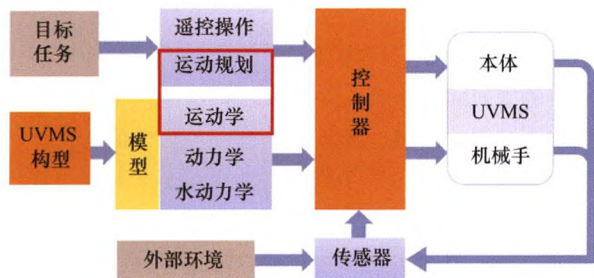 目标
任务
遥控操作
运动规划
UVMS
构型
模
型
运动学
动力学
水动力学
控
制
器
本体
UVMS
机械手
外部环境
传感器